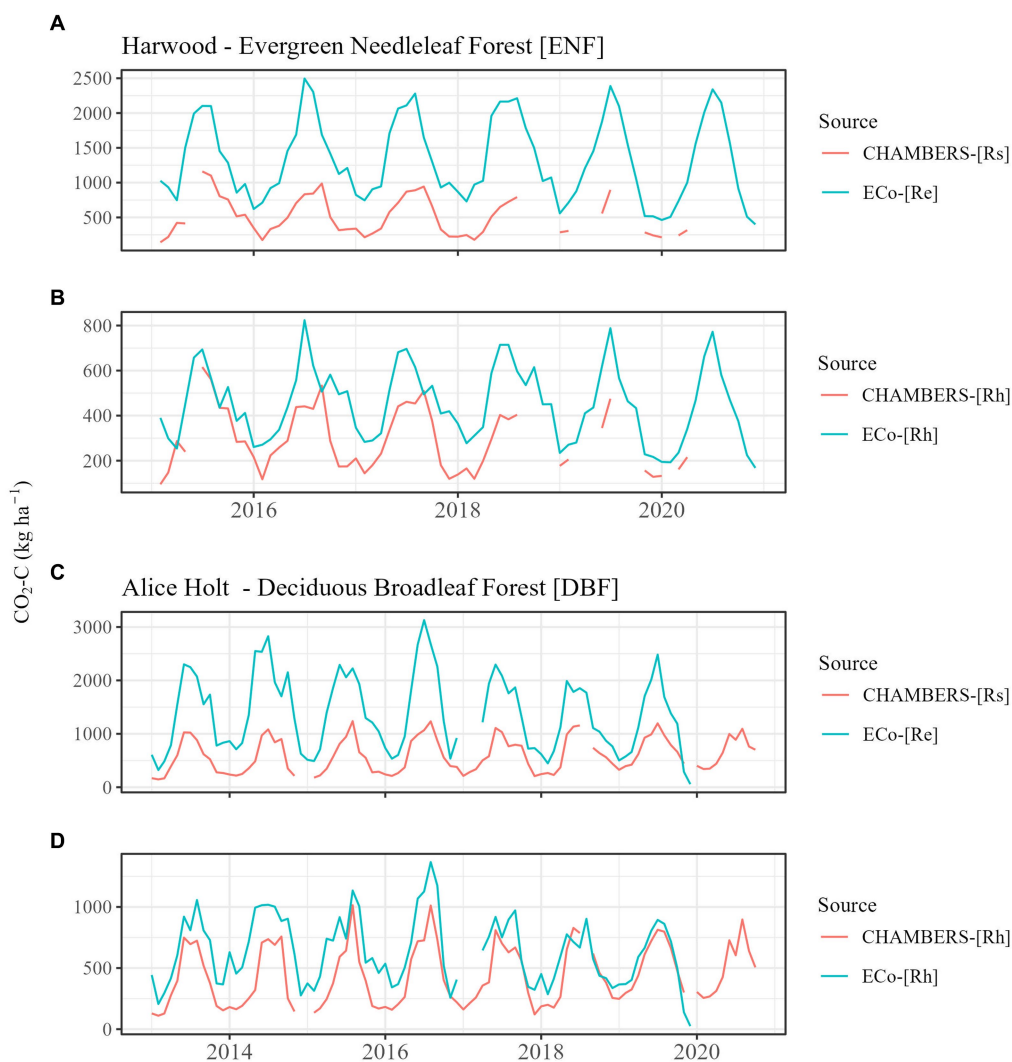 A
Harwood - Evergreen Needleleaf Forest [ENF]
2500
2000
1500
1000
500
2016
2018
2020
Source
CHAMBERS-[Rs]
ECo-[Re]
B
800
600
400
200
2016
2018
2020
Source
CHAMBERS-[Rh]
ECo-[Rh]
CO₂-C (kg ha⁻¹)
C
Alice Holt - Deciduous Broadleaf Forest [DBF]
3000
2000
1000
0
Source
CHAMBERS-[Rs]
ECo-[Re]
D
1000
500
0
2014
2016
2018
2020
Source
CHAMBERS-[Rh]
ECo-[Rh]